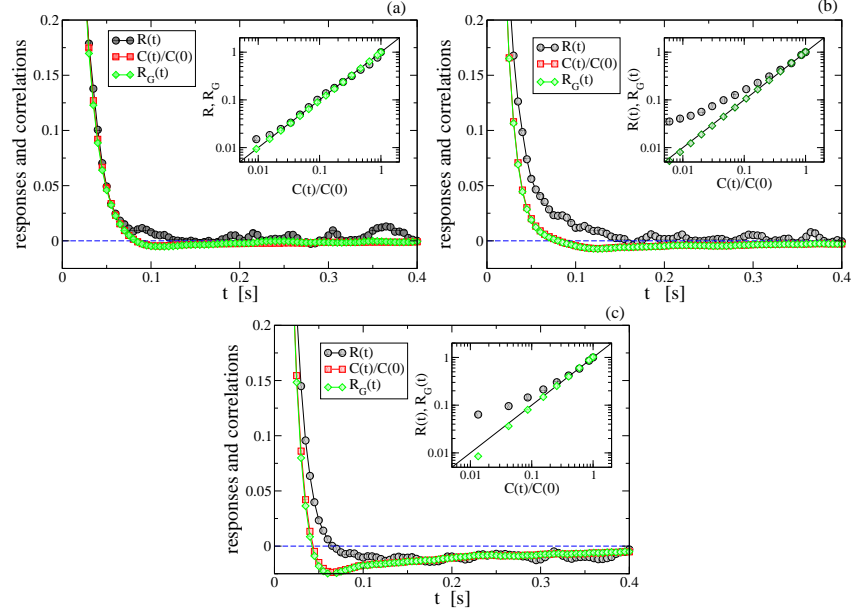 (a)
0.2
0.15
0.1
0.05
0
responses and correlations
R(t)
C(t)/C(0)
R_G(t)
1
0.1
0.01
R, R_G
0.01 0.1 1
C(t)/C(0)
0 0.1 0.2 0.3 0.4
t [s]
(b)
0.2
0.15
0.1
0.05
0
responses and correlations
R(t)
C(t)/C(0)
R_G(t)
1
0.1
0.01
R(t), R_G(t)
0.01 0.1 1
C(t)/C(0)
0 0.1 0.2 0.3 0.4
t [s]
(c)
0.2
0.15
0.1
0.05
0
responses and correlations
R(t)
C(t)/C(0)
R_G(t)
1
0.1
0.01
R(t), R_G(t)
0.01 0.1 1
C(t)/C(0)
0 0.1 0.2 0.3 0.4
t [s]